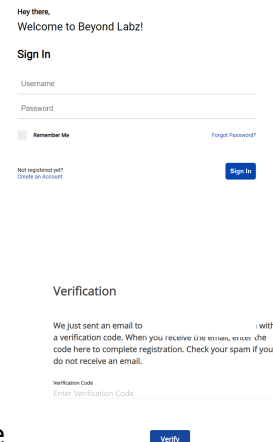 Hey there,
Welcome to Beyond Labz!
Sign In
Username
Password
Remember Me Forgot Password?
Not registered yet?
Create an Account
Sign In
Verification
We just sent an email to with
a verification code. When you receive the email, enter the
code here to complete registration. Check your spam if you
do not receive an email.
Verification Code
Enter Verification Code
e
Verify